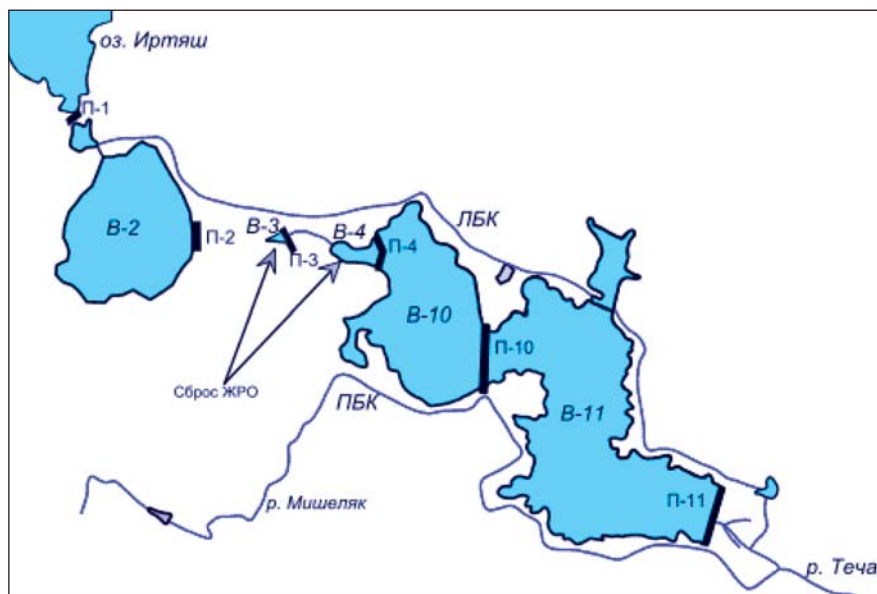 оз. Иртяш
П-1
В-2
П-2
В-3
П-3
В-4
П-4
ЛБК
В-10
П-10
Сброс ЖРО
ПБК
В-11
р. Мишеляк
П-11
р. Теча